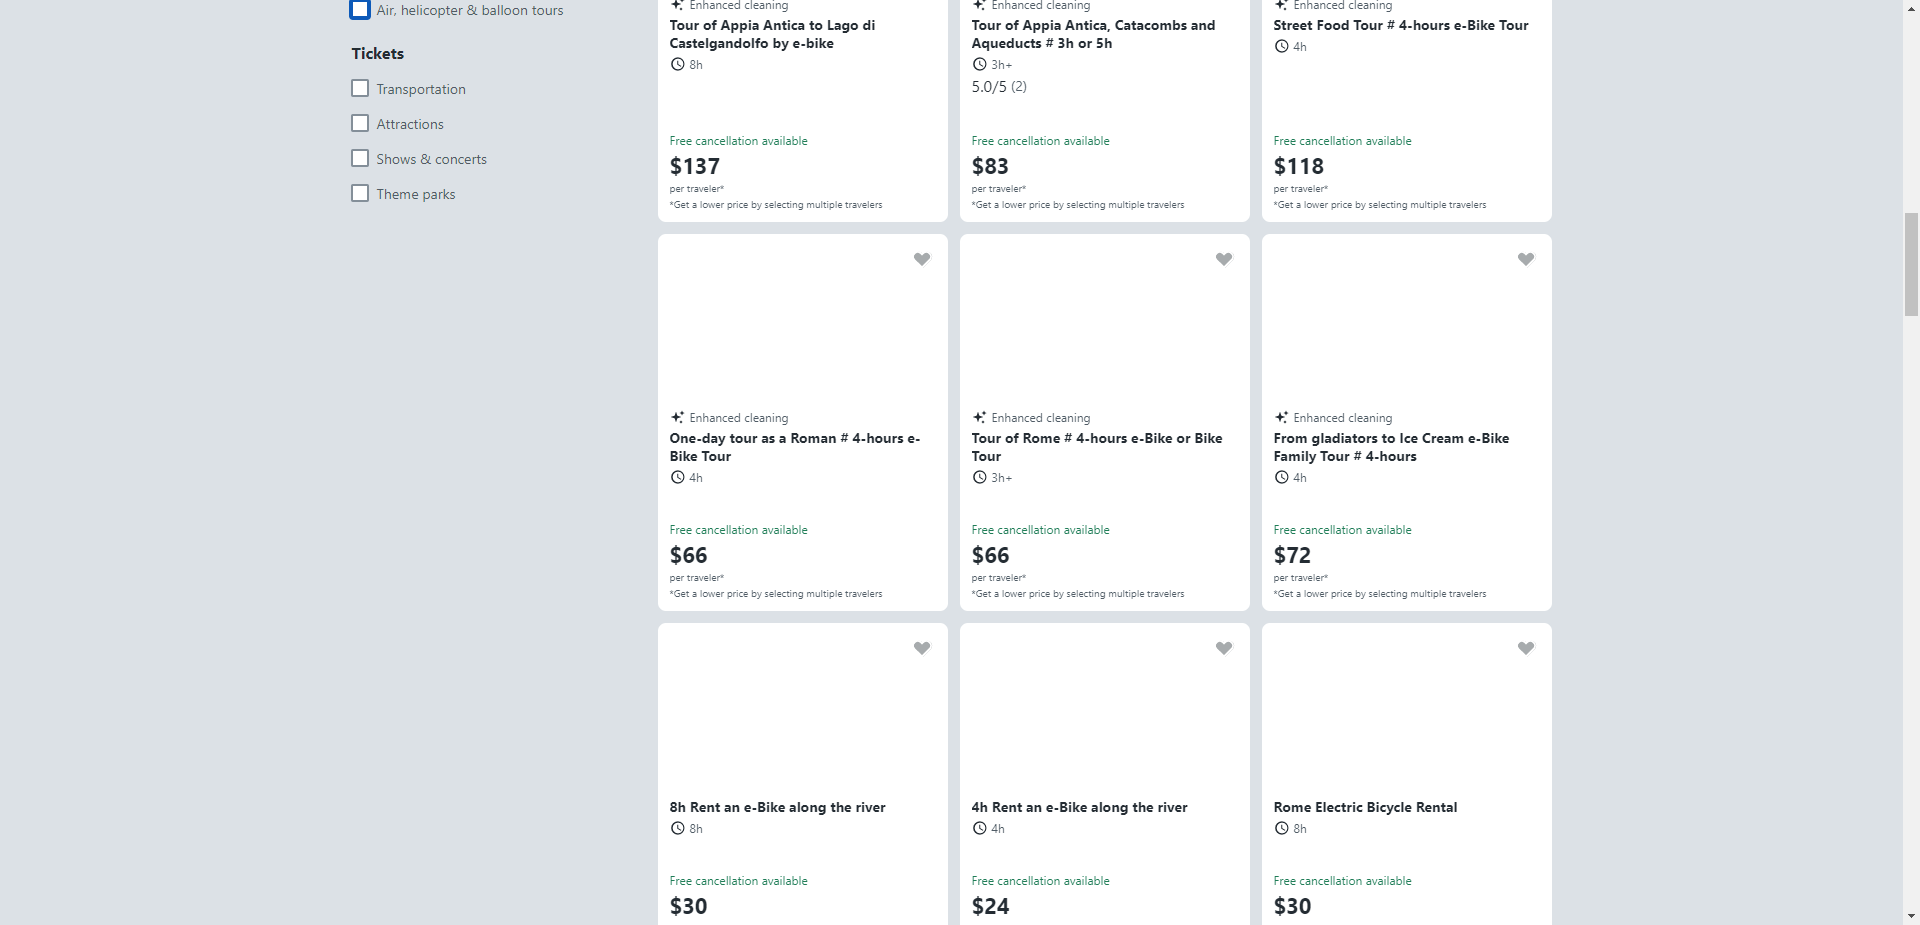 Air, helicopter & balloon tours
Tickets
Transportation
Attractions
Shows & concerts
Theme parks
Enhanced cleaning
Tour of Appia Antica to Lago di
Castelgandolfo by e-bike
8h
Free cancellation available
$137
per traveler*
*Get a lower price by selecting multiple travelers
Enhanced cleaning
Tour of Appia Antica, Catacombs and
Aqueducts # 3h or 5h
3h+
5.0/5 (2)
Free cancellation available
$83
per traveler*
*Get a lower price by selecting multiple travelers
Enhanced cleaning
Street Food Tour # 4-hours e-Bike Tour
4h
Free cancellation available
$118
per traveler*
*Get a lower price by selecting multiple travelers
Enhanced cleaning
One-day tour as a Roman # 4-hours e-
Bike Tour
4h
Free cancellation available
$66
per traveler*
*Get a lower price by selecting multiple travelers
Enhanced cleaning
Tour of Rome # 4-hours e-Bike or Bike
Tour
3h+
Free cancellation available
$66
per traveler*
*Get a lower price by selecting multiple travelers
Enhanced cleaning
From gladiators to Ice Cream e-Bike
Family Tour # 4-hours
4h
Free cancellation available
$72
per traveler*
*Get a lower price by selecting multiple travelers
8h Rent an e-Bike along the river
8h
Free cancellation available
$30
4h Rent an e-Bike along the river
4h
Free cancellation available
$24
Rome Electric Bicycle Rental
8h
Free cancellation available
$30